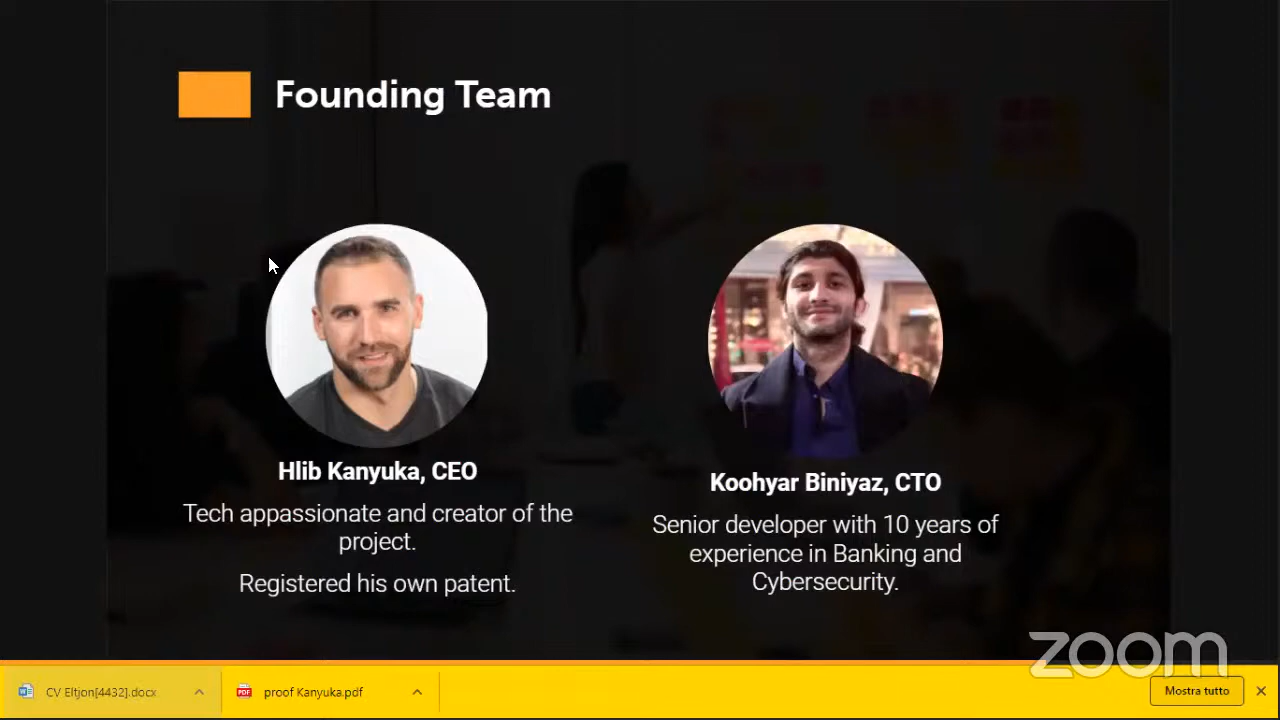 Founding Team
Hlib Kanyuka, CEO
Tech appassionate and creator of the
project.
Registered his own patent.
Koohyar Biniyaz, CTO
Senior developer with 10 years of
experience in Banking and
Cybersecurity.
zoom
CV Eltjon[4432].docx
PDF
proof Kanyuka.pdf
Mostra tutto